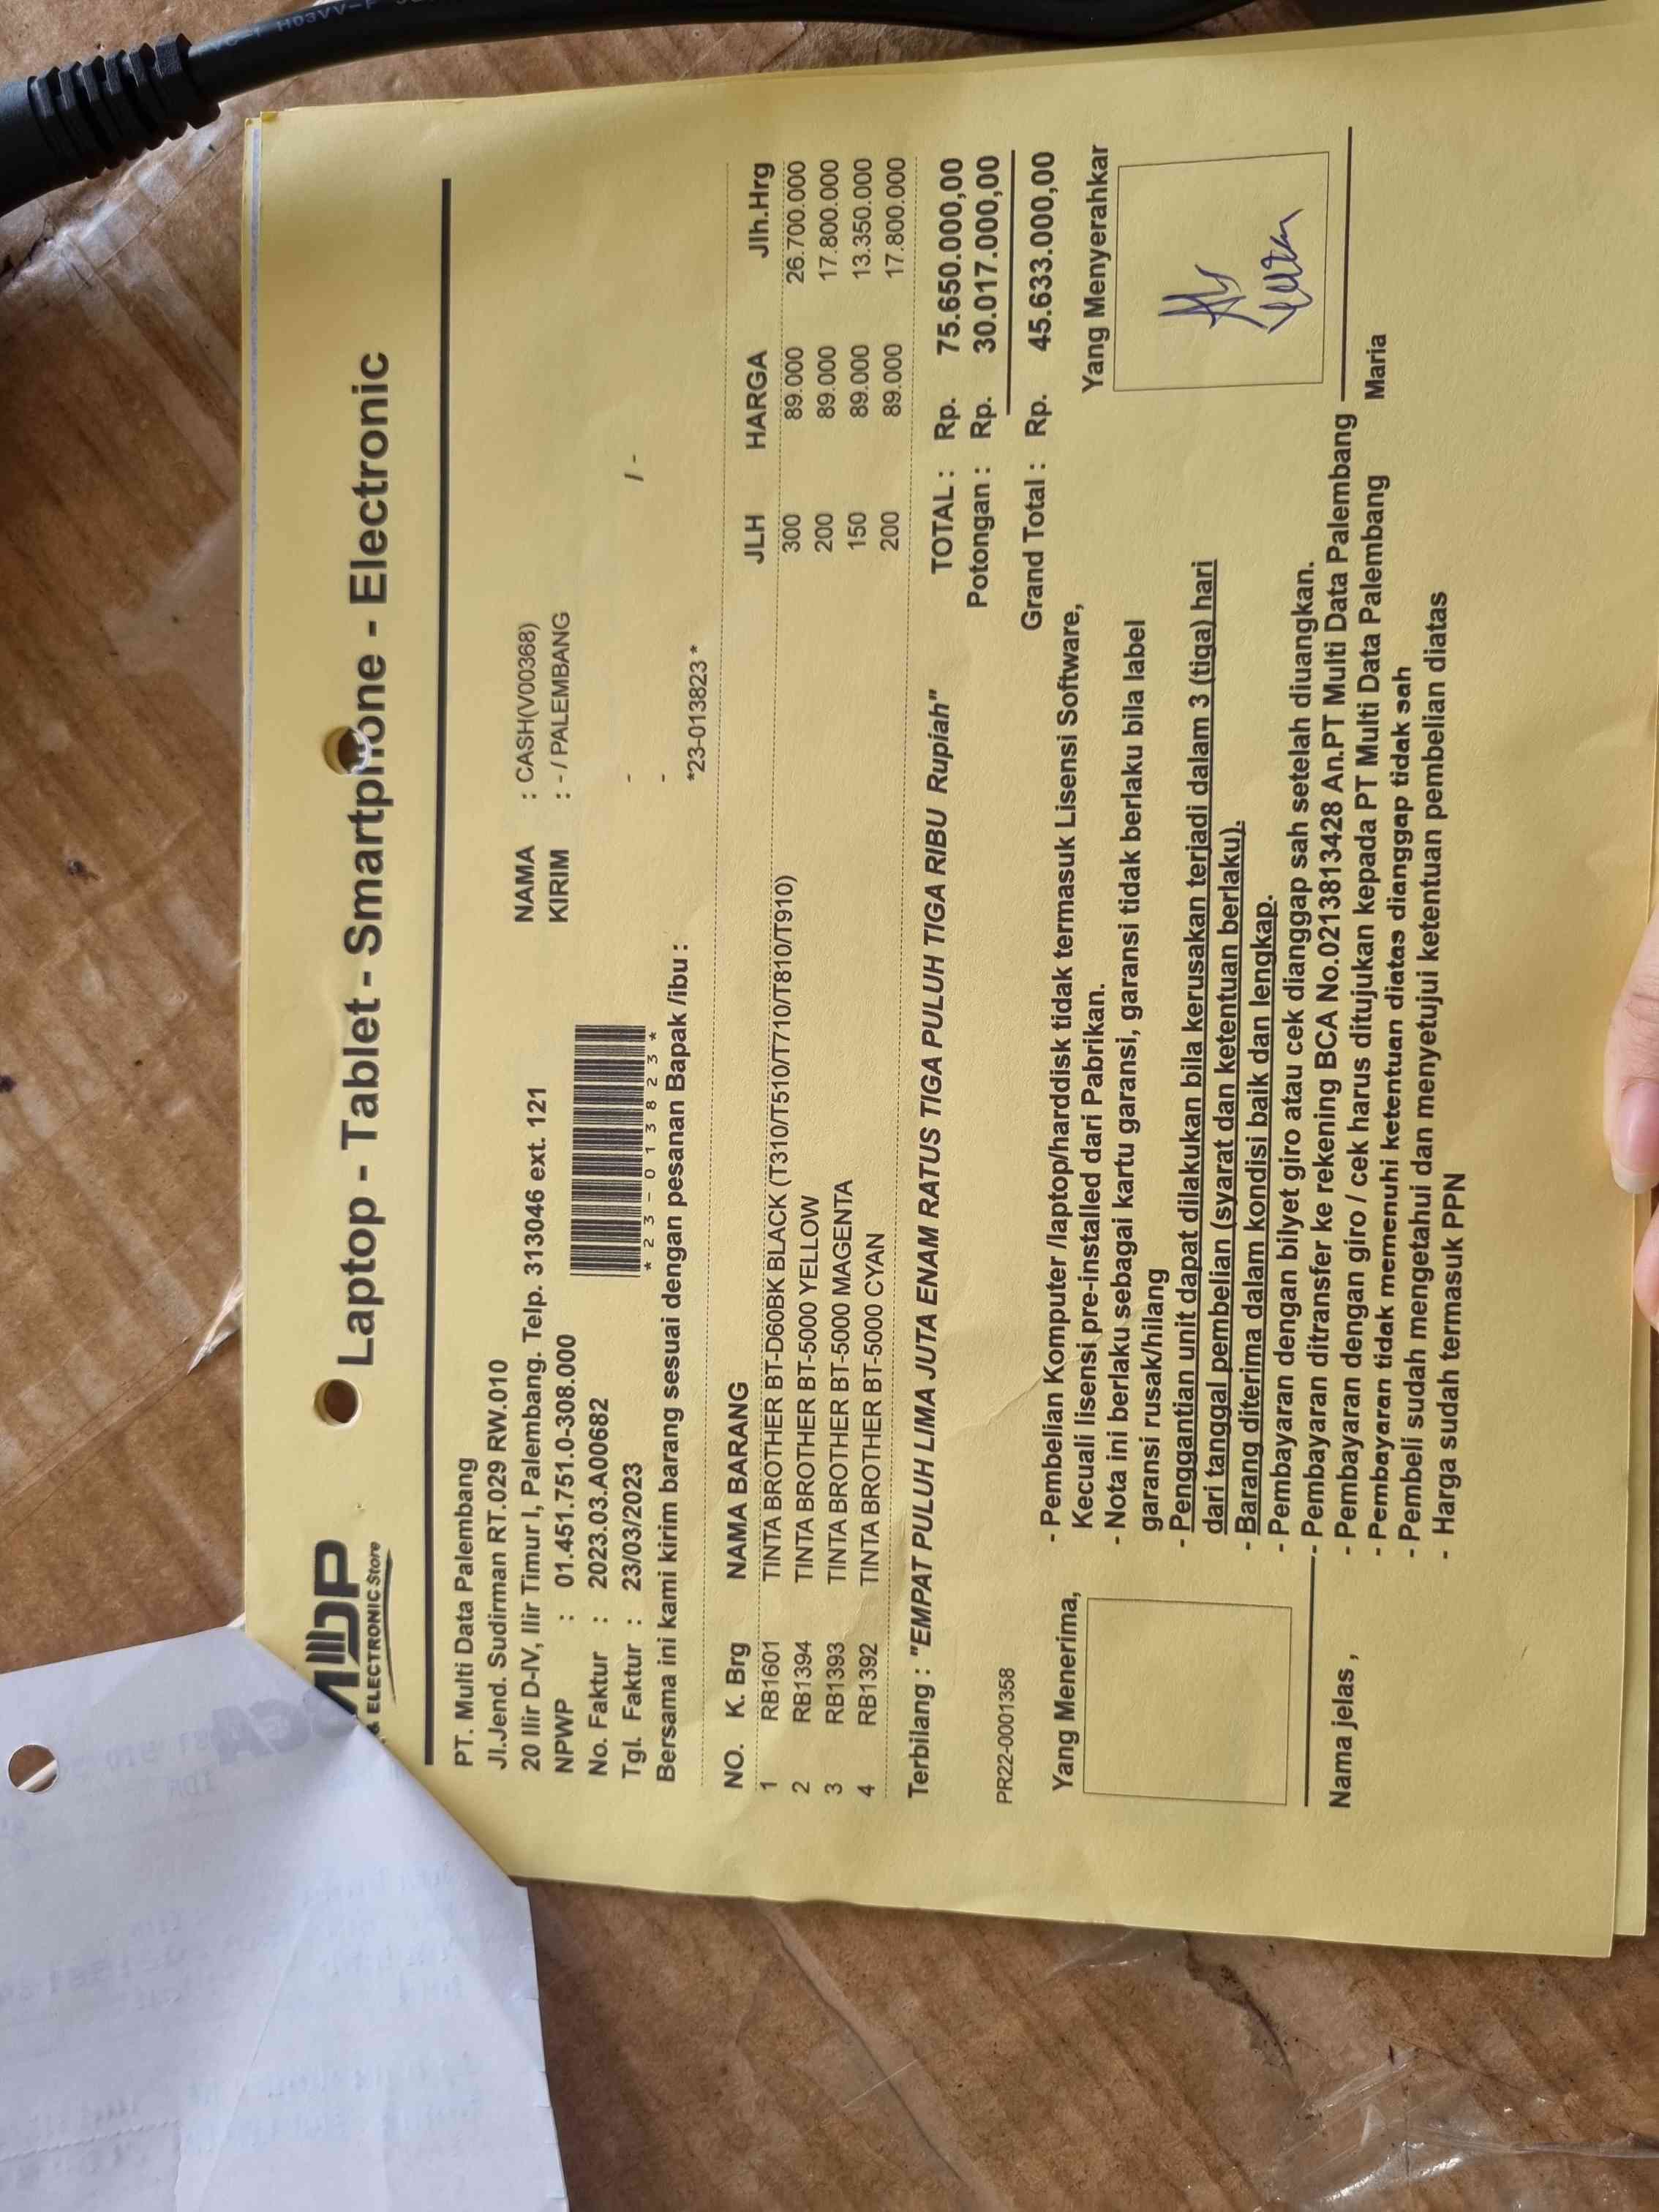 MDP
& ELECTRONIC Store
Laptop - Tablet - Smartphone - Electronic
PT. Multi Data Palembang
Jl.Jend. Sudirman RT.029 RW.010
20 Ilir D-IV, Ilir Timur I, Palembang. Telp. 313046 ext. 121
NPWP : 01.451.751.0-308.000
No. Faktur : 2023.03.A00682
Tgl. Faktur : 23/03/2023
*23-013823*
NAMA : CASH(V00368)
KIRIM : - / PALEMBANG
- / -
-
Bersama ini kami kirim barang sesuai dengan pesanan Bapak /ibu :
*23-013823 *
NO. K. Brg NAMA BARANG JLH HARGA Jlh.Hrg
1 RB1601 TINTA BROTHER BT-D60BK BLACK (T310/T510/T710/T810/T910) 300 89.000 26.700.000
2 RB1394 TINTA BROTHER BT-5000 YELLOW 200 89.000 17.800.000
3 RB1393 TINTA BROTHER BT-5000 MAGENTA 150 89.000 13.350.000
4 RB1392 TINTA BROTHER BT-5000 CYAN 200 89.000 17.800.000
Terbilang : "EMPAT PULUH LIMA JUTA ENAM RATUS TIGA PULUH TIGA RIBU Rupiah"
TOTAL : Rp. 75.650.000,00
Potongan : Rp. 30.017.000,00
Grand Total : Rp. 45.633.000,00
PR22-0001358
Yang Menerima,
Nama jelas ,
- Pembelian Komputer /laptop/harddisk tidak termasuk Lisensi Software,
Kecuali lisensi pre-installed dari Pabrikan.
- Nota ini berlaku sebagai kartu garansi, garansi tidak berlaku bila label
garansi rusak/hilang
- Penggantian unit dapat dilakukan bila kerusakan terjadi dalam 3 (tiga) hari
dari tanggal pembelian (syarat dan ketentuan berlaku).
- Barang diterima dalam kondisi baik dan lengkap.
- Pembayaran dengan bilyet giro atau cek dianggap sah setelah diuangkan.
- Pembayaran ditransfer ke rekening BCA No.0213813428 An.PT Multi Data Palembang
- Pembayaran dengan giro / cek harus ditujukan kepada PT Multi Data Palembang
- Pembayaran tidak memenuhi ketentuan diatas dianggap tidak sah
- Pembeli sudah mengetahui dan menyetujui ketentuan pembelian diatas
- Harga sudah termasuk PPN
Yang Menyerahkar
Maria